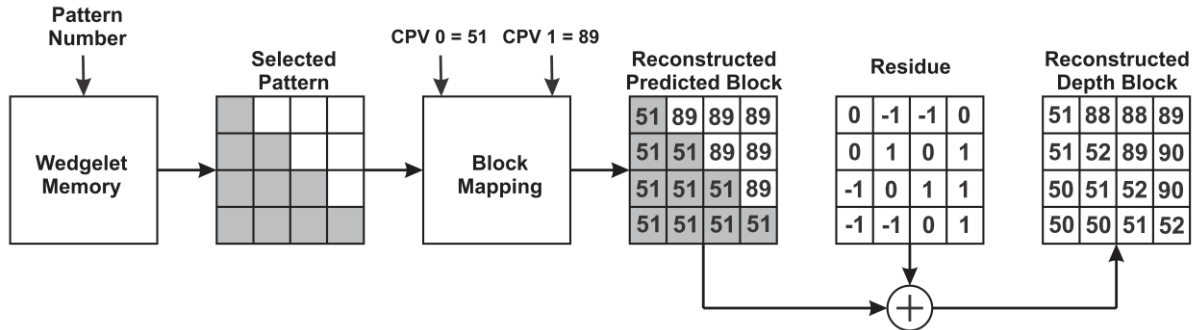 Pattern
Number
CPV 0 = 51 CPV 1 = 89
Selected
Pattern
Reconstructed
Predicted Block
Residue
Reconstructed
Depth Block
Wedgelet
Memory
Block
Mapping
51 89 89 89
51 51 89 89
51 51 51 89
51 51 51 51
0 -1 -1 0
0 1 0 1
-1 0 1 1
-1 -1 0 1
51 88 88 89
51 52 89 90
50 51 52 90
50 50 51 52
+